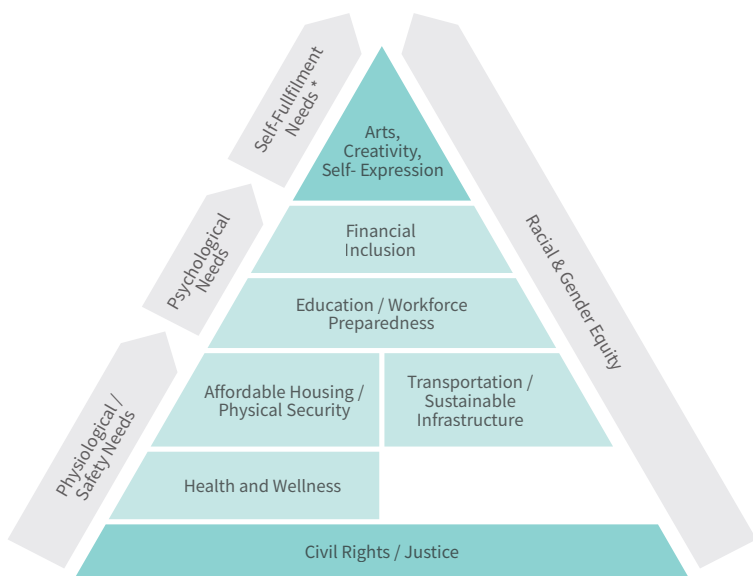 Self-Fullfilment
Needs *
Arts,
Creativity,
Self- Expression
Financial
Inclusion
Psychological
Needs
Racial & Gender Equity
Education / Workforce
Preparedness
Affordable Housing /
Physical Security
Transportation /
Sustainable
Infrastructure
Physiological /
Safety Needs
Health and Wellness
Civil Rights / Justice